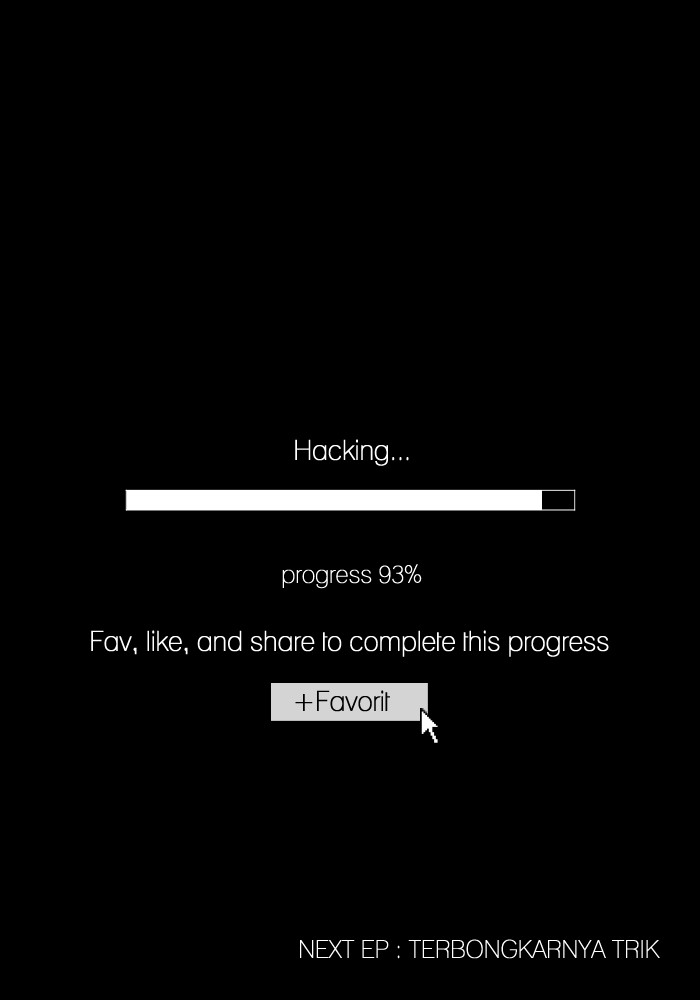 Hacking...
progress 93%
Fav, like, and share to complete this progress
+Favorit
NEXT EP : TERBONGKARNYA TRIK